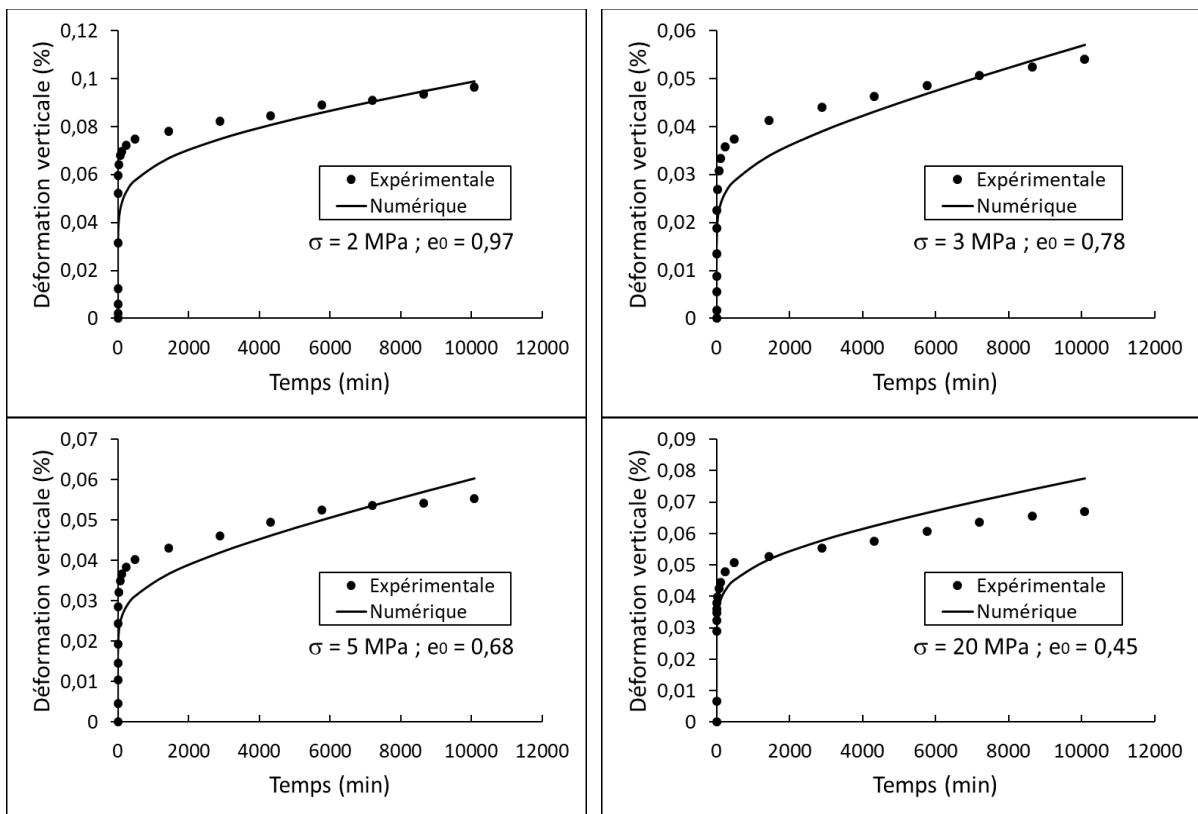 0,12
0,1
0,08
0,06
0,04
0,02
0
Déformation verticale (%)
Expérimentale
Numérique
σ = 2 MPa ; e0 = 0,97
0 2000 4000 6000 8000 10000 12000
Temps (min)
0,06
0,05
0,04
0,03
0,02
0,01
0
Déformation verticale (%)
Expérimentale
Numérique
σ = 3 MPa ; e0 = 0,78
0 2000 4000 6000 8000 10000 12000
Temps (min)
0,07
0,06
0,05
0,04
0,03
0,02
0,01
0
Déformation verticale (%)
Expérimentale
Numérique
σ = 5 MPa ; e0 = 0,68
0 2000 4000 6000 8000 10000 12000
Temps (min)
0,09
0,08
0,07
0,06
0,05
0,04
0,03
0,02
0,01
0
Déformation verticale (%)
Expérimentale
Numérique
σ = 20 MPa ; e0 = 0,45
0 2000 4000 6000 8000 10000 12000
Temps (min)